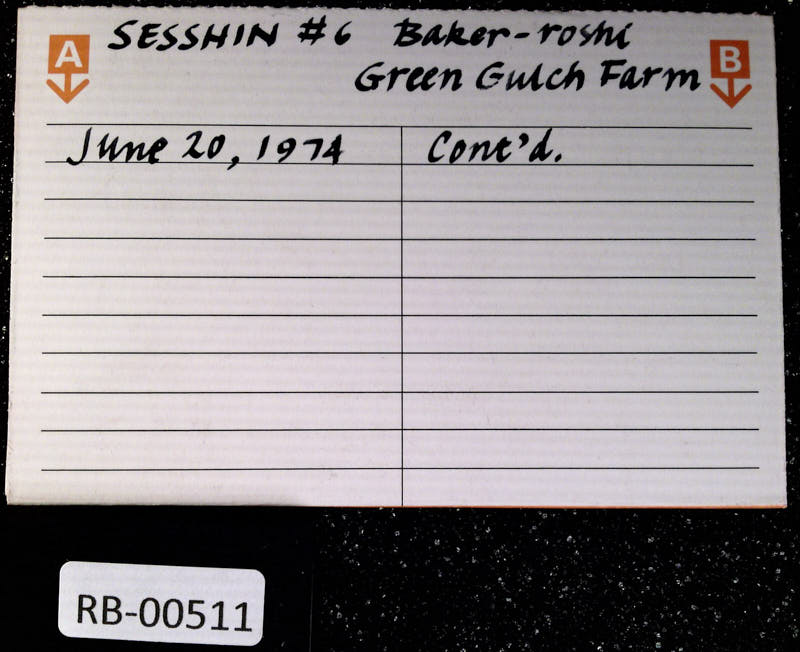 A SESSHIN #6 Baker-roshi B
Green Gulch Farm
June 20, 1974 Cont'd.
RB-00511